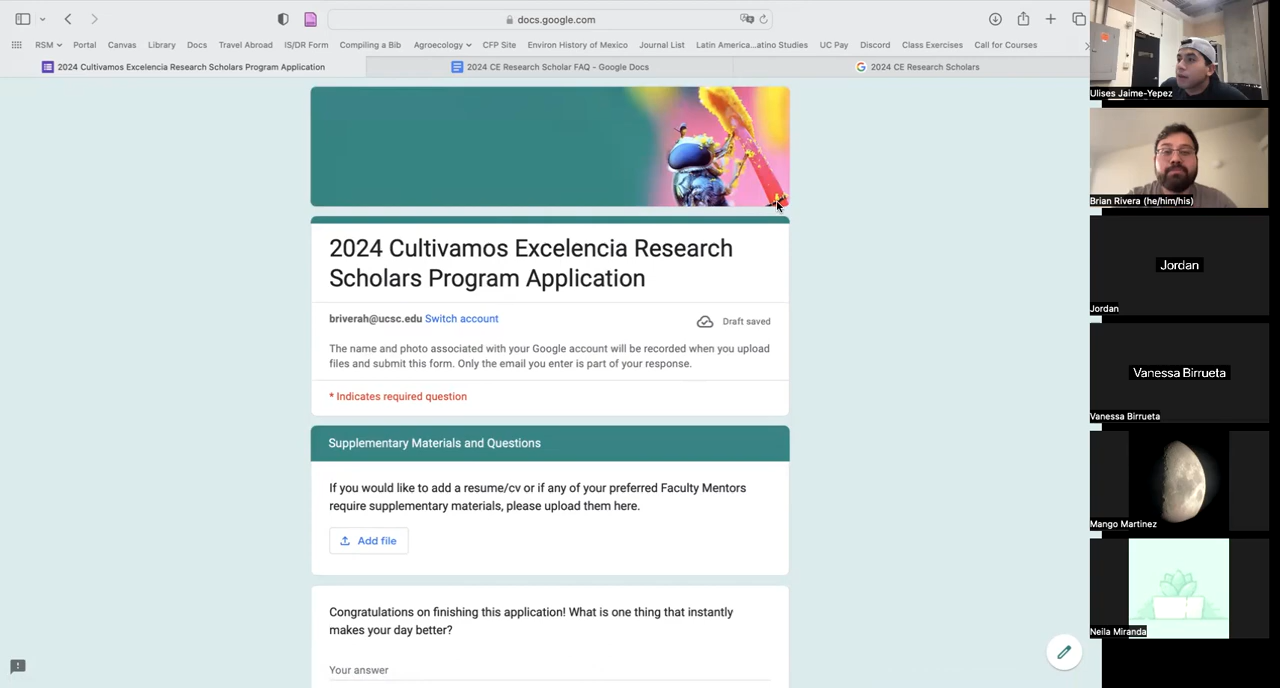 docs.google.com
RSM
Portal
Canvas
Library
Docs
Travel Abroad
IS/DR Form
Compiling a Bib
Agroecology
CFP Site
Environ History of Mexico
Journal List
Latin America...atino Studies
UC Pay
Discord
Class Exercises
Call for Courses
2024 Cultivamos Excelencia Research Scholars Program Application
2024 CE Research Scholar FAQ - Google Docs
2024 CE Research Scholars
2024 Cultivamos Excelencia Research
Scholars Program Application
briverah@ucsc.edu Switch account
Draft saved
The name and photo associated with your Google account will be recorded when you upload
files and submit this form. Only the email you enter is part of your response.
* Indicates required question
Supplementary Materials and Questions
If you would like to add a resume/cv or if any of your preferred Faculty Mentors
require supplementary materials, please upload them here.
Add file
Congratulations on finishing this application! What is one thing that instantly
makes your day better?
Your answer
Ulises Jaime-Yepez
Brian Rivera (he/him/his)
Jordan
Jordan
Vanessa Birrueta
Vanessa Birrueta
Mango Martinez
Neila Miranda